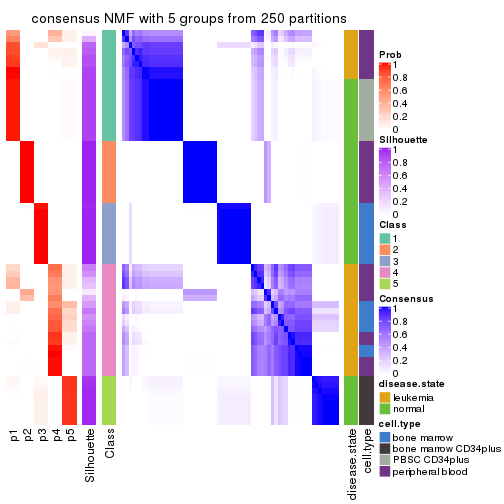 consensus NMF with 5 groups from 250 partitions
Prob
1
0.8
0.6
0.4
0.2
0
Silhouette
1
0.8
0.6
0.4
0.2
0
Class
1
2
3
4
5
Consensus
1
0.8
0.6
0.4
0.2
0
disease.state
leukemia
normal
cell.type
bone marrow
bone marrow CD34plus
PBSC CD34plus
peripheral blood
p1
p2
p3
p4
p5
Silhouette
Class
disease.state
cell.type